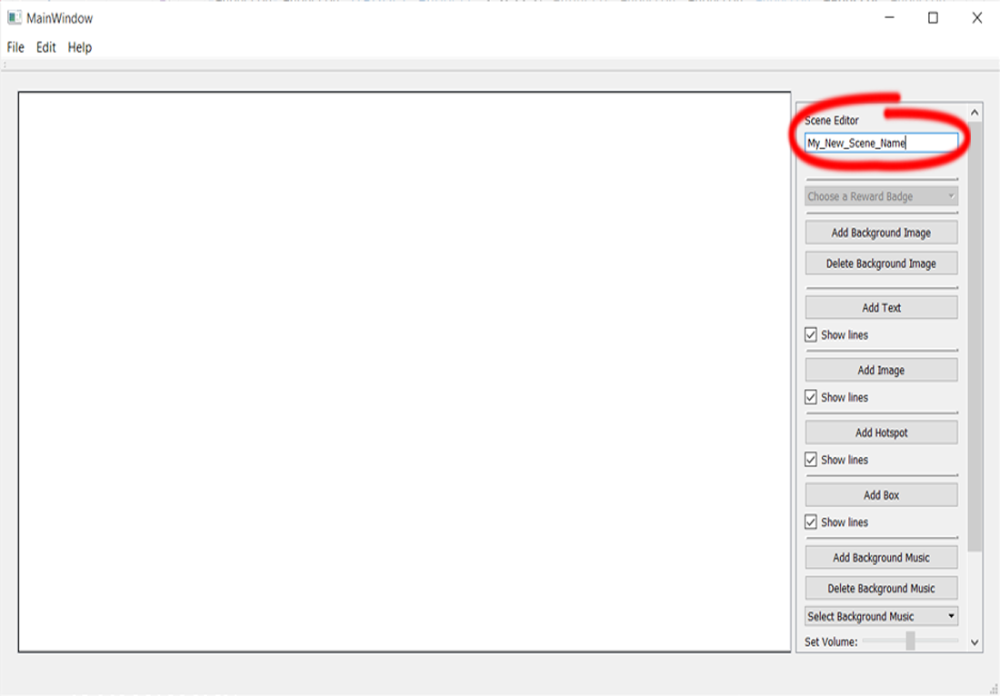 MainWindow
File Edit Help
Scene Editor
My_New_Scene_Name
Choose a Reward Badge
Add Background Image
Delete Background Image
Add Text
Show lines
Add Image
Show lines
Add Hotspot
Show lines
Add Box
Show lines
Add Background Music
Delete Background Music
Select Background Music
Set Volume: